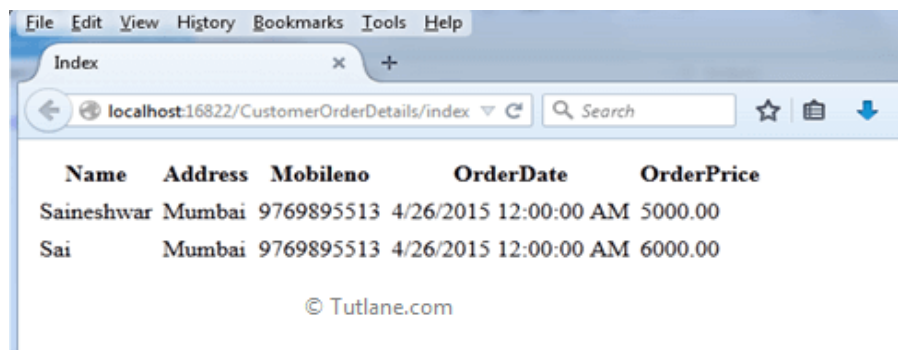 File Edit View History Bookmarks Tools Help
Index
localhost:16822/CustomerOrderDetails/index Search
Name Address Mobileno OrderDate OrderPrice
Saineshwar Mumbai 9769895513 4/26/2015 12:00:00 AM 5000.00
Sai Mumbai 9769895513 4/26/2015 12:00:00 AM 6000.00
© Tutlane.com